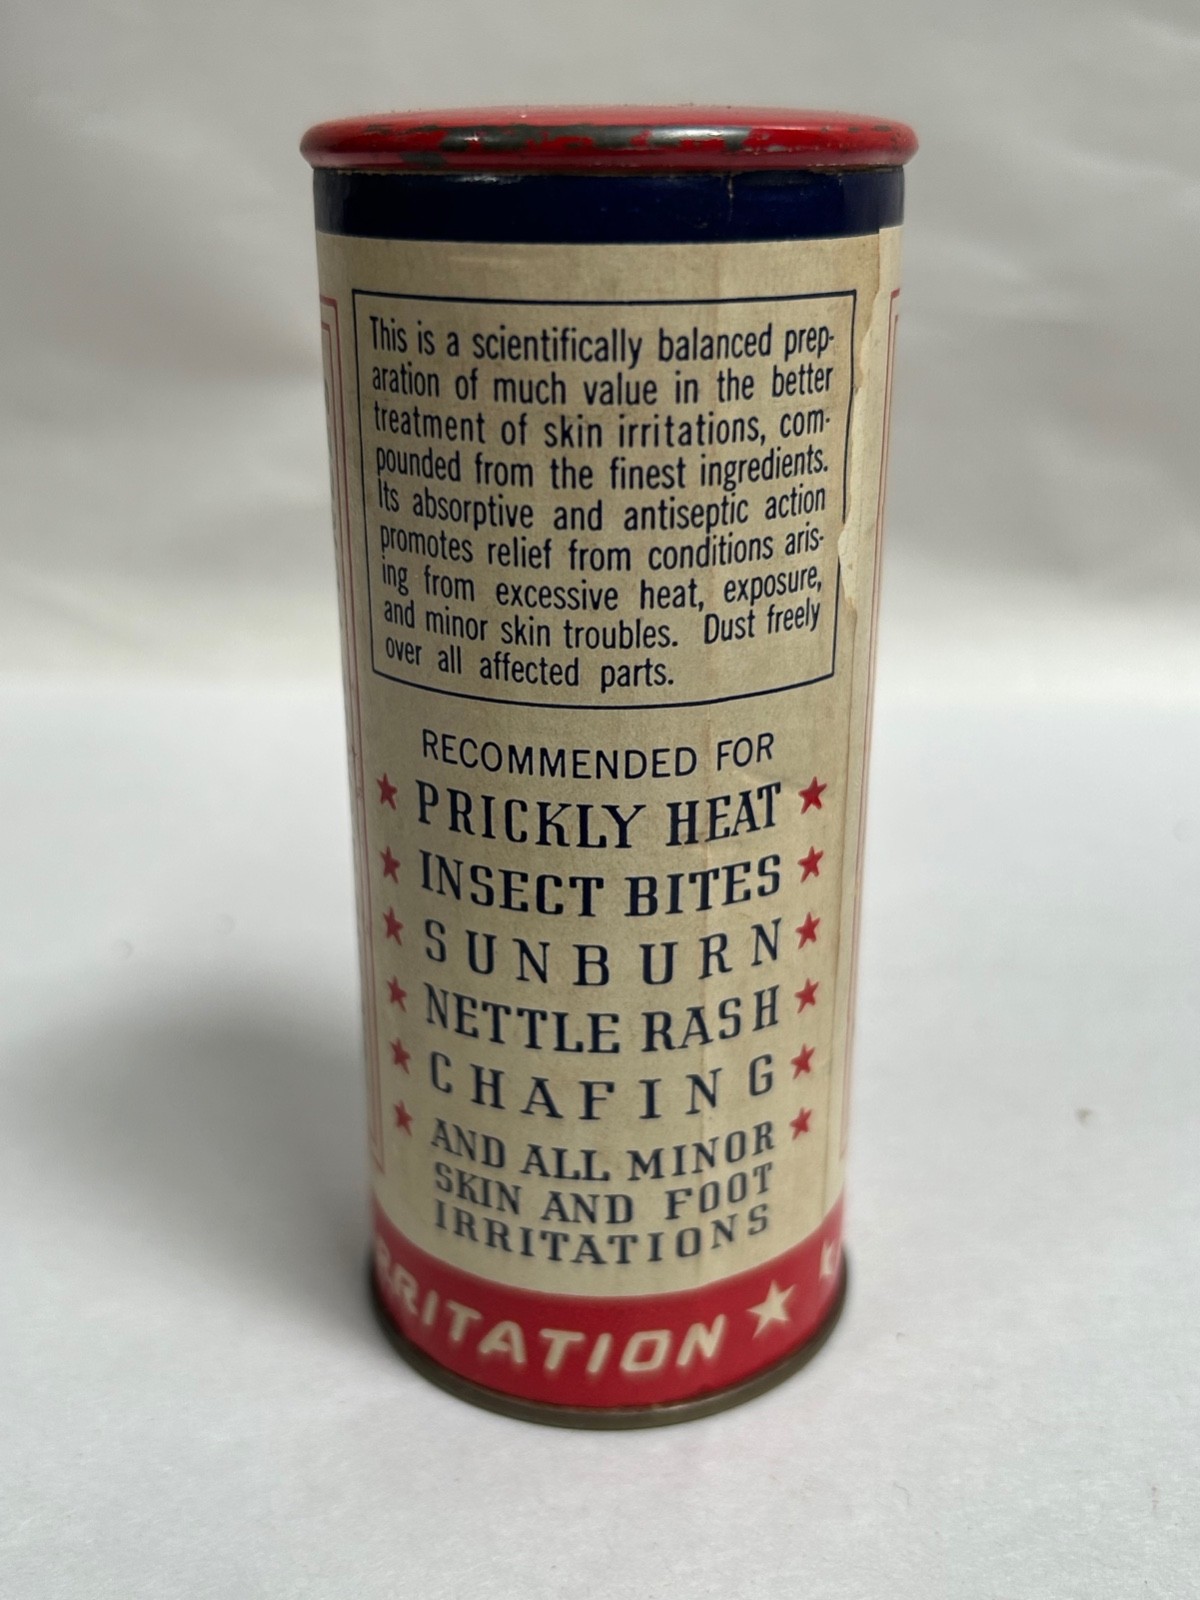 This is a scientifically balanced prep-
aration of much value in the better
treatment of skin irritations, com-
pounded from the finest ingredients.
Its absorptive and antiseptic action
promotes relief from conditions aris-
ing from excessive heat, exposure,
and minor skin troubles. Dust freely
over all affected parts.
RECOMMENDED FOR
★ PRICKLY HEAT ★
★ INSECT BITES ★
★ SUNBURN ★
★ NETTLE RASH ★
★ CHAFING ★
★ AND ALL MINOR ★
SKIN AND FOOT
IRRITATIONS
RRITATION ★